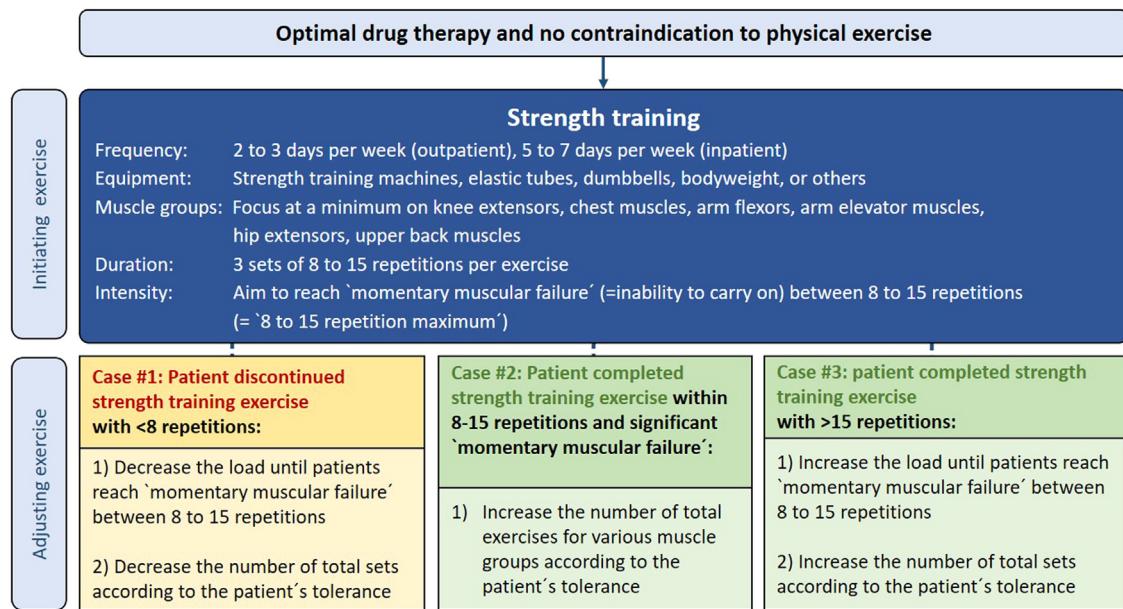 Optimal drug therapy and no contraindication to physical exercise
Initiating exercise
Strength training
Frequency: 2 to 3 days per week (outpatient), 5 to 7 days per week (inpatient)
Equipment: Strength training machines, elastic tubes, dumbbells, bodyweight, or others
Muscle groups: Focus at a minimum on knee extensors, chest muscles, arm flexors, arm elevator muscles,
hip extensors, upper back muscles
Duration: 3 sets of 8 to 15 repetitions per exercise
Intensity: Aim to reach `momentary muscular failure´ (=inability to carry on) between 8 to 15 repetitions
(= `8 to 15 repetition maximum´)
Adjusting exercise
Case #1: Patient discontinued
strength training exercise
with <8 repetitions:
1) Decrease the load until patients
reach `momentary muscular failure´
between 8 to 15 repetitions
2) Decrease the number of total sets
according to the patient´s tolerance
Case #2: Patient completed
strength training exercise within
8-15 repetitions and significant
`momentary muscular failure´:
1) Increase the number of total
exercises for various muscle
groups according to the
patient´s tolerance
Case #3: patient completed strength
training exercise
with >15 repetitions:
1) Increase the load until patients reach
`momentary muscular failure´ between
8 to 15 repetitions
2) Increase the number of total sets
according to the patient´s tolerance